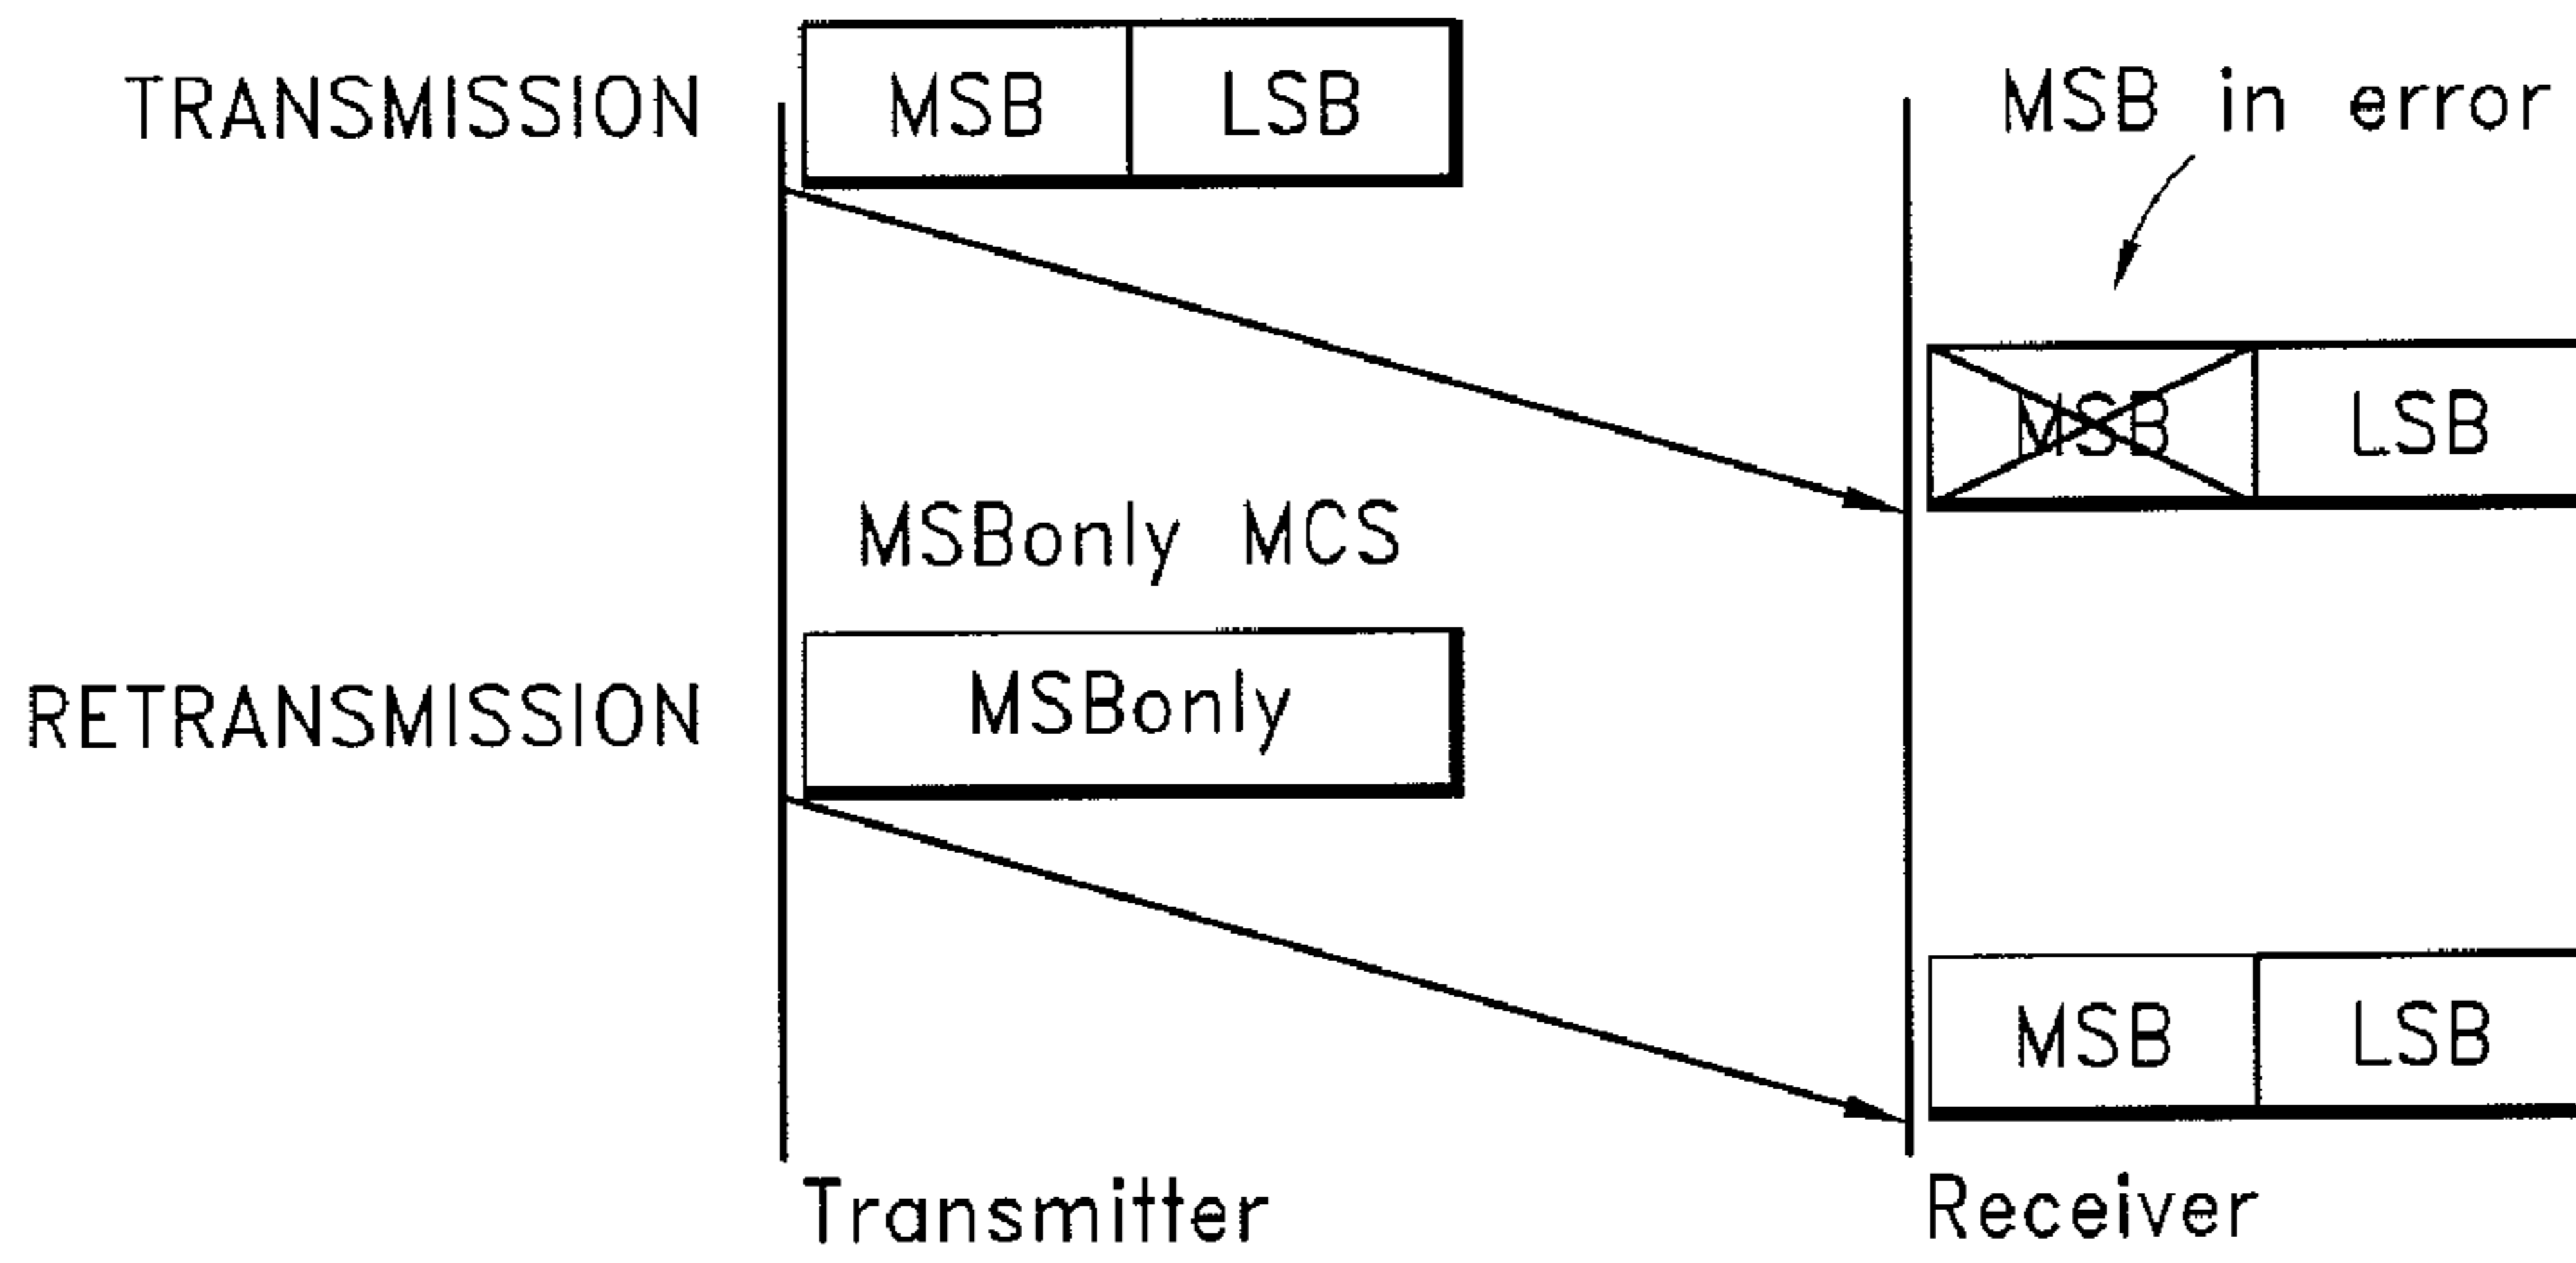 TRANSMISSION
MSB LSB
MSB in error
MSB LSB
MSBonly MCS
RETRANSMISSION
MSBonly
MSB LSB
Transmitter
Receiver